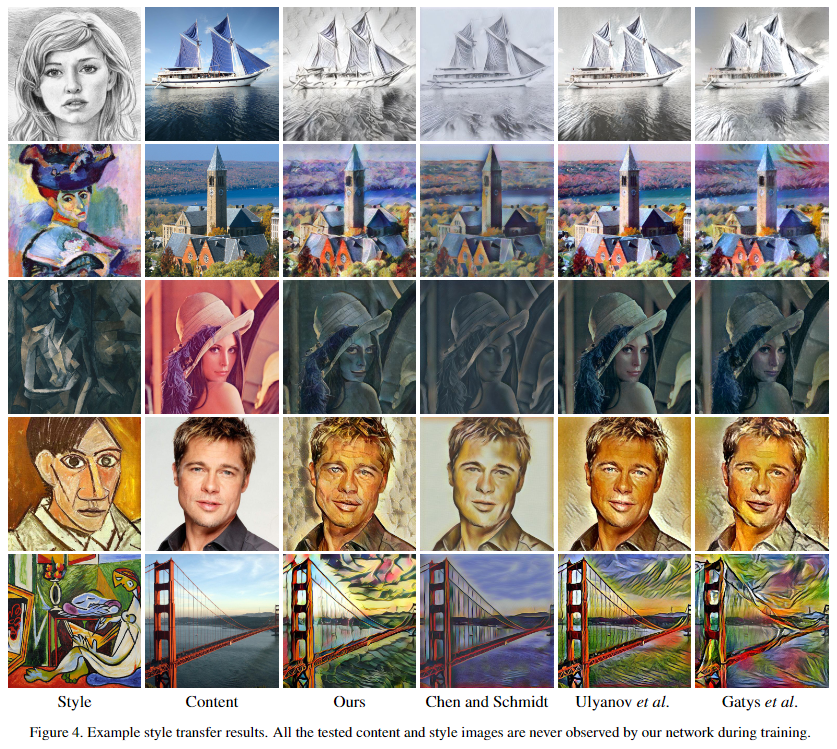 Style Content Ours Chen and Schmidt Ulyanov et al. Gatys et al.
Figure 4. Example style transfer results. All the tested content and style images are never observed by our network during training.